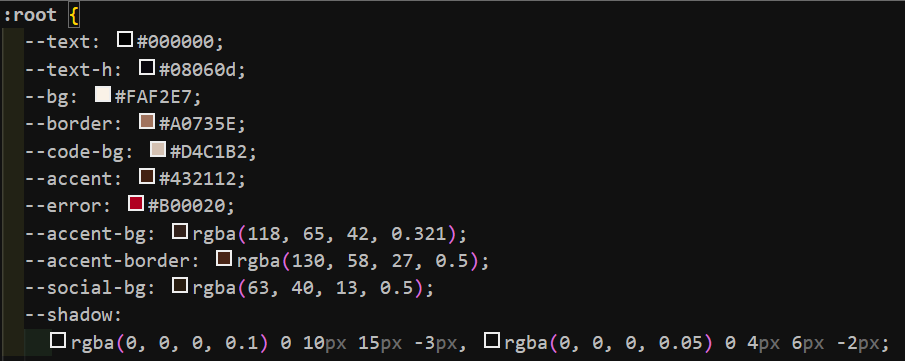 :root {
--text: #000000;
--text-h: #08060d;
--bg: #FAF2E7;
--border: #A0735E;
--code-bg: #D4C1B2;
--accent: #432112;
--error: #B00020;
--accent-bg: rgba(118, 65, 42, 0.321);
--accent-border: rgba(130, 58, 27, 0.5);
--social-bg: rgba(63, 40, 13, 0.5);
--shadow:
rgba(0, 0, 0, 0.1) 0 10px 15px -3px, rgba(0, 0, 0, 0.05) 0 4px 6px -2px;